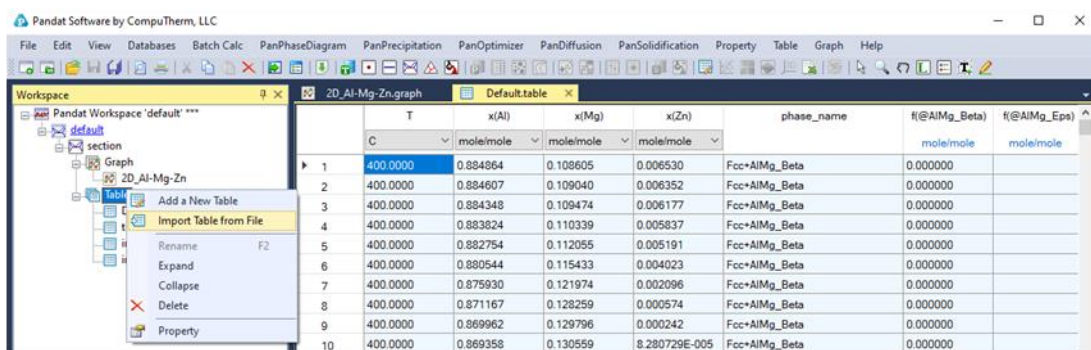 Pandat Software by CompuTherm, LLC
File Edit View Databases Batch Calc PanPhaseDiagram PanPrecipitation PanOptimizer PanDiffusion PanSolidification Property Table Graph Help
Workspace
2D_Al-Mg-Zn.graph Default.table
Pandat Workspace 'default' ***
default
section
Graph
2D_Al-Mg-Zn
Table
Add a New Table
Import Table from File
Rename F2
Expand
Collapse
Delete
Property
T x(Al) x(Mg) x(Zn) phase_name f(@AlMg_Beta) f(@AlMg_Eps)
C mole/mole mole/mole mole/mole mole/mole mole/mole
1 400.0000 0.884864 0.108605 0.006530 Fcc+AlMg_Beta 0.000000
2 400.0000 0.884607 0.109040 0.006352 Fcc+AlMg_Beta 0.000000
3 400.0000 0.884348 0.109474 0.006177 Fcc+AlMg_Beta 0.000000
4 400.0000 0.883824 0.110339 0.005837 Fcc+AlMg_Beta 0.000000
5 400.0000 0.882754 0.112055 0.005191 Fcc+AlMg_Beta 0.000000
6 400.0000 0.880544 0.115433 0.004023 Fcc+AlMg_Beta 0.000000
7 400.0000 0.875930 0.121974 0.002096 Fcc+AlMg_Beta 0.000000
8 400.0000 0.871167 0.128259 0.000574 Fcc+AlMg_Beta 0.000000
9 400.0000 0.869962 0.129796 0.000242 Fcc+AlMg_Beta 0.000000
10 400.0000 0.869358 0.130559 8.280729E-005 Fcc+AlMg_Beta 0.000000